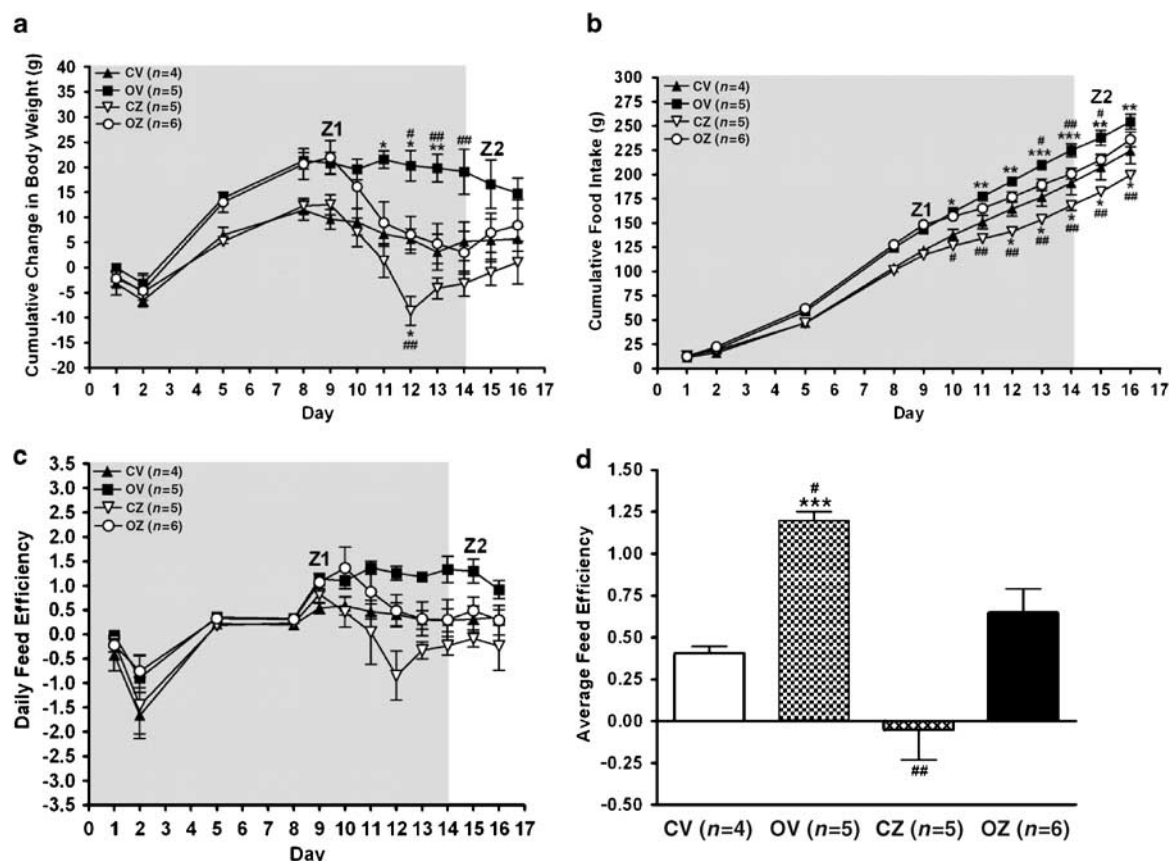 a
Cumulative Change in Body Weight (g)
40
35
30
25
20
15
10
5
0
-5
-10
-15
-20
CV (n=4)
OV (n=5)
CZ (n=5)
OZ (n=6)
Z1
*
#
*
##
**
##
Z2
*
##
0 1 2 3 4 5 6 7 8 9 10 11 12 13 14 15 16 17
Day
b
Cumulative Food Intake (g)
300
275
250
225
200
175
150
125
100
75
50
25
0
CV (n=4)
OV (n=5)
CZ (n=5)
OZ (n=6)
Z1
*
**
**
#
***
##
***
Z2
#
**
**
#
##
*
##
*
##
*
##
*
##
*
##
0 1 2 3 4 5 6 7 8 9 10 11 12 13 14 15 16 17
Day
c
Daily Feed Efficiency
3.5
3.0
2.5
2.0
1.5
1.0
0.5
0.0
-0.5
-1.0
-1.5
-2.0
-2.5
-3.0
-3.5
CV (n=4)
OV (n=5)
CZ (n=5)
OZ (n=6)
Z1
Z2
0 1 2 3 4 5 6 7 8 9 10 11 12 13 14 15 16 17
Day
d
Average Feed Efficiency
1.50
1.25
1.00
0.75
0.50
0.25
0.00
-0.25
-0.50
#
***
##
CV (n=4) OV (n=5) CZ (n=5) OZ (n=6)